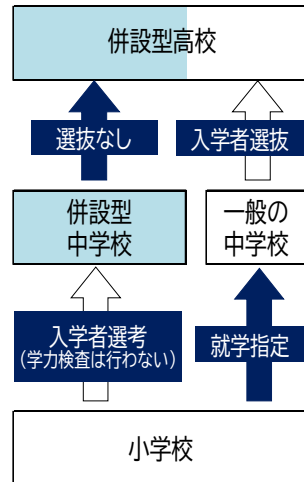 併設型高校
選抜なし
入学者選抜
併設型
中学校
一般の
中学校
入学者選考
（学力検査は行わない）
就学指定
小学校